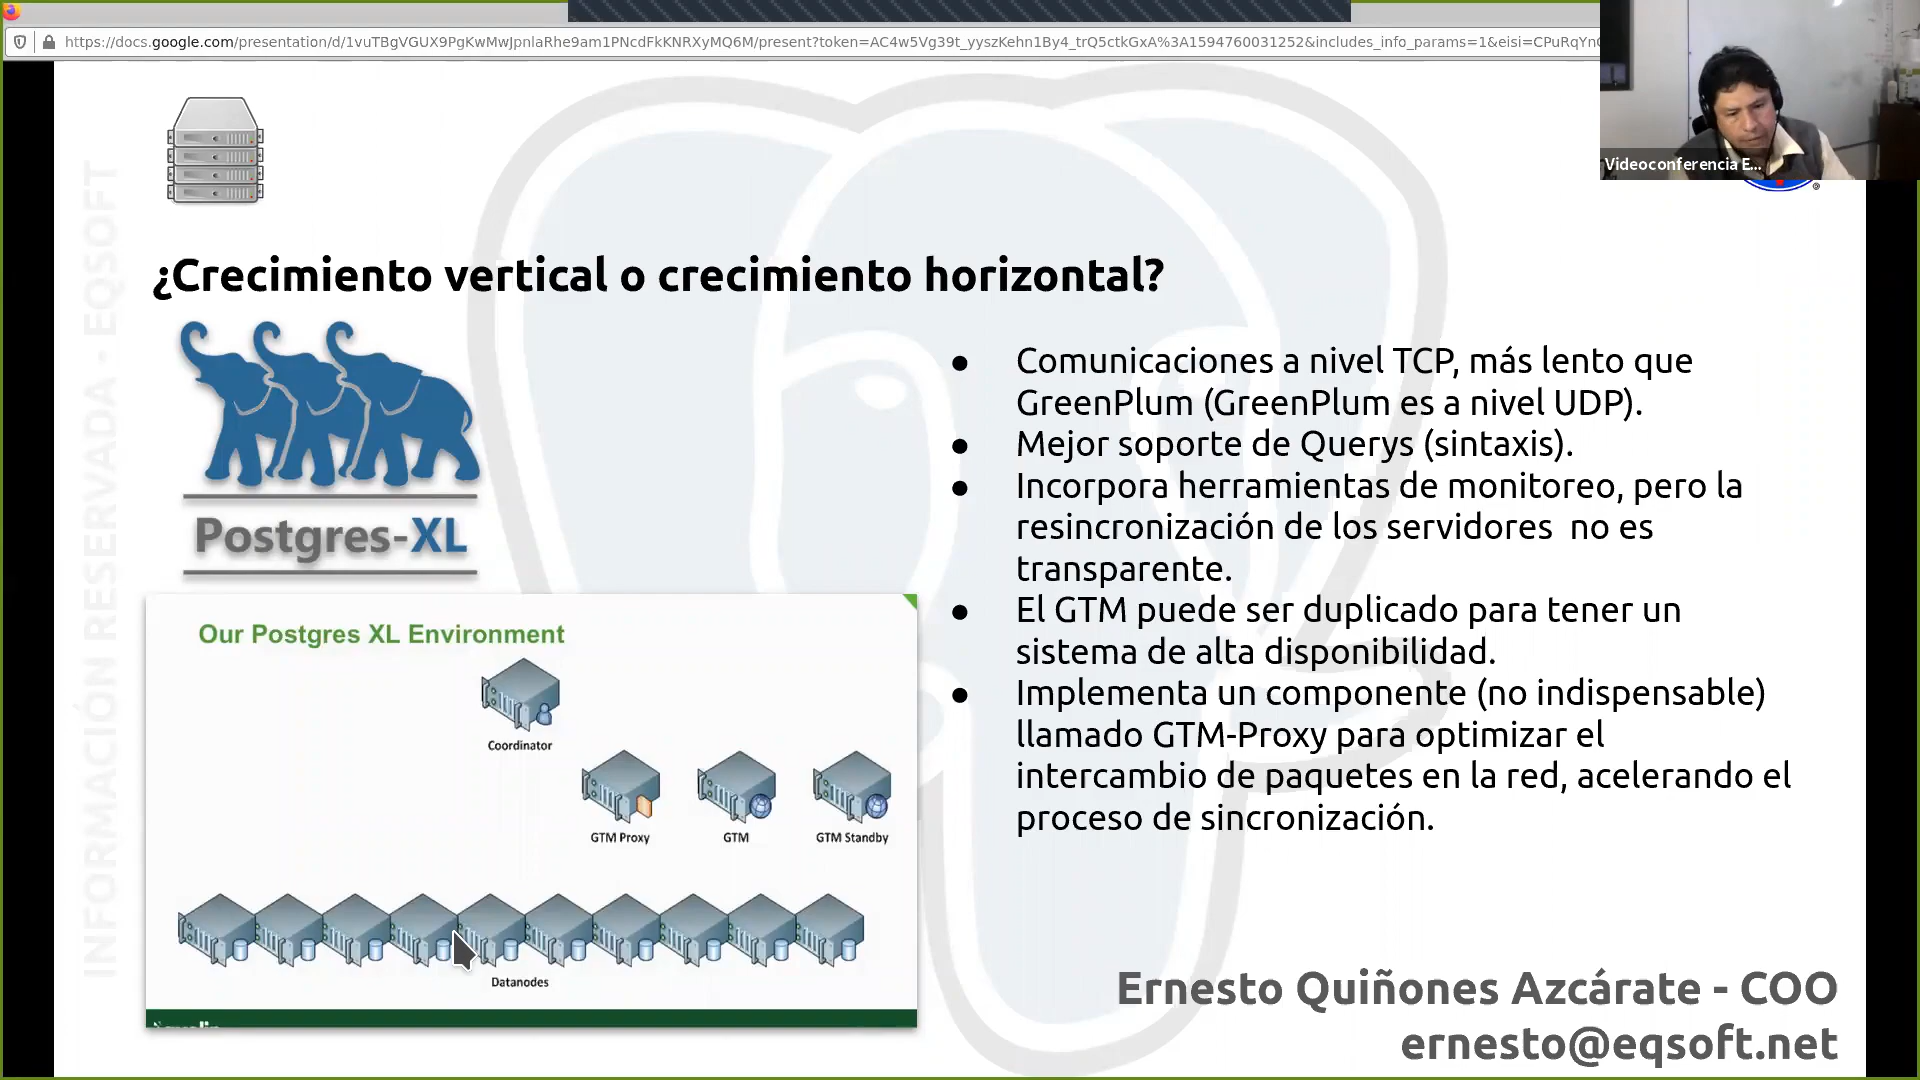 https://docs.google.com/presentation/d/1vuTBgVGUX9PgKwMwJpnlaRhe9am1PNcdFkKNRXyMQ6M/present?token=AC4w5Vg39t_yyszKehn1By4_trQ5ctkGxA%3A1594760031252&includes_info_params=1&eisi=CPuRqYn
Videoconferencia E...
®
INFORMACIÓN RESERVADA - EQSOFT
¿Crecimiento vertical o crecimiento horizontal?
Postgres-XL
● Comunicaciones a nivel TCP, más lento que
GreenPlum (GreenPlum es a nivel UDP).
● Mejor soporte de Querys (sintaxis).
● Incorpora herramientas de monitoreo, pero la
resincronización de los servidores  no es
transparente.
● El GTM puede ser duplicado para tener un
sistema de alta disponibilidad.
● Implementa un componente (no indispensable)
llamado GTM-Proxy para optimizar el
intercambio de paquetes en la red, acelerando el
proceso de sincronización.
Our Postgres XL Environment
Coordinator
GTM Proxy
GTM
GTM Standby
Datanodes
Ernesto Quiñones Azcárate - COO
ernesto@eqsoft.net